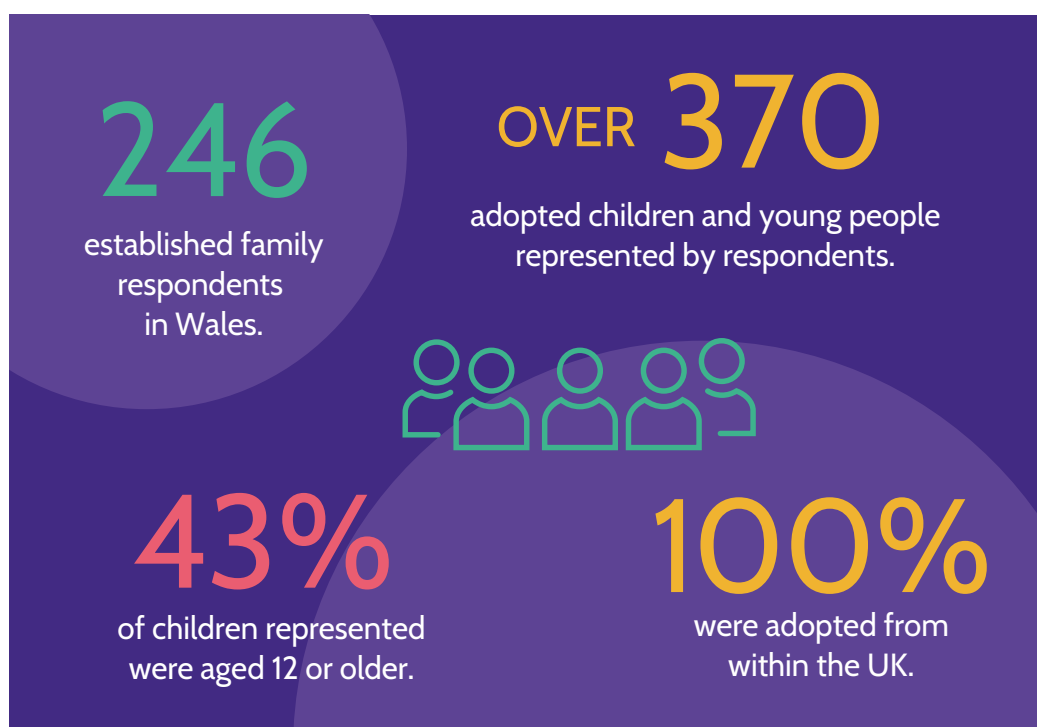 246
established family
respondents
in Wales.
OVER 370
adopted children and young people
represented by respondents.
43%
of children represented
were aged 12 or older.
100%
were adopted from
within the UK.